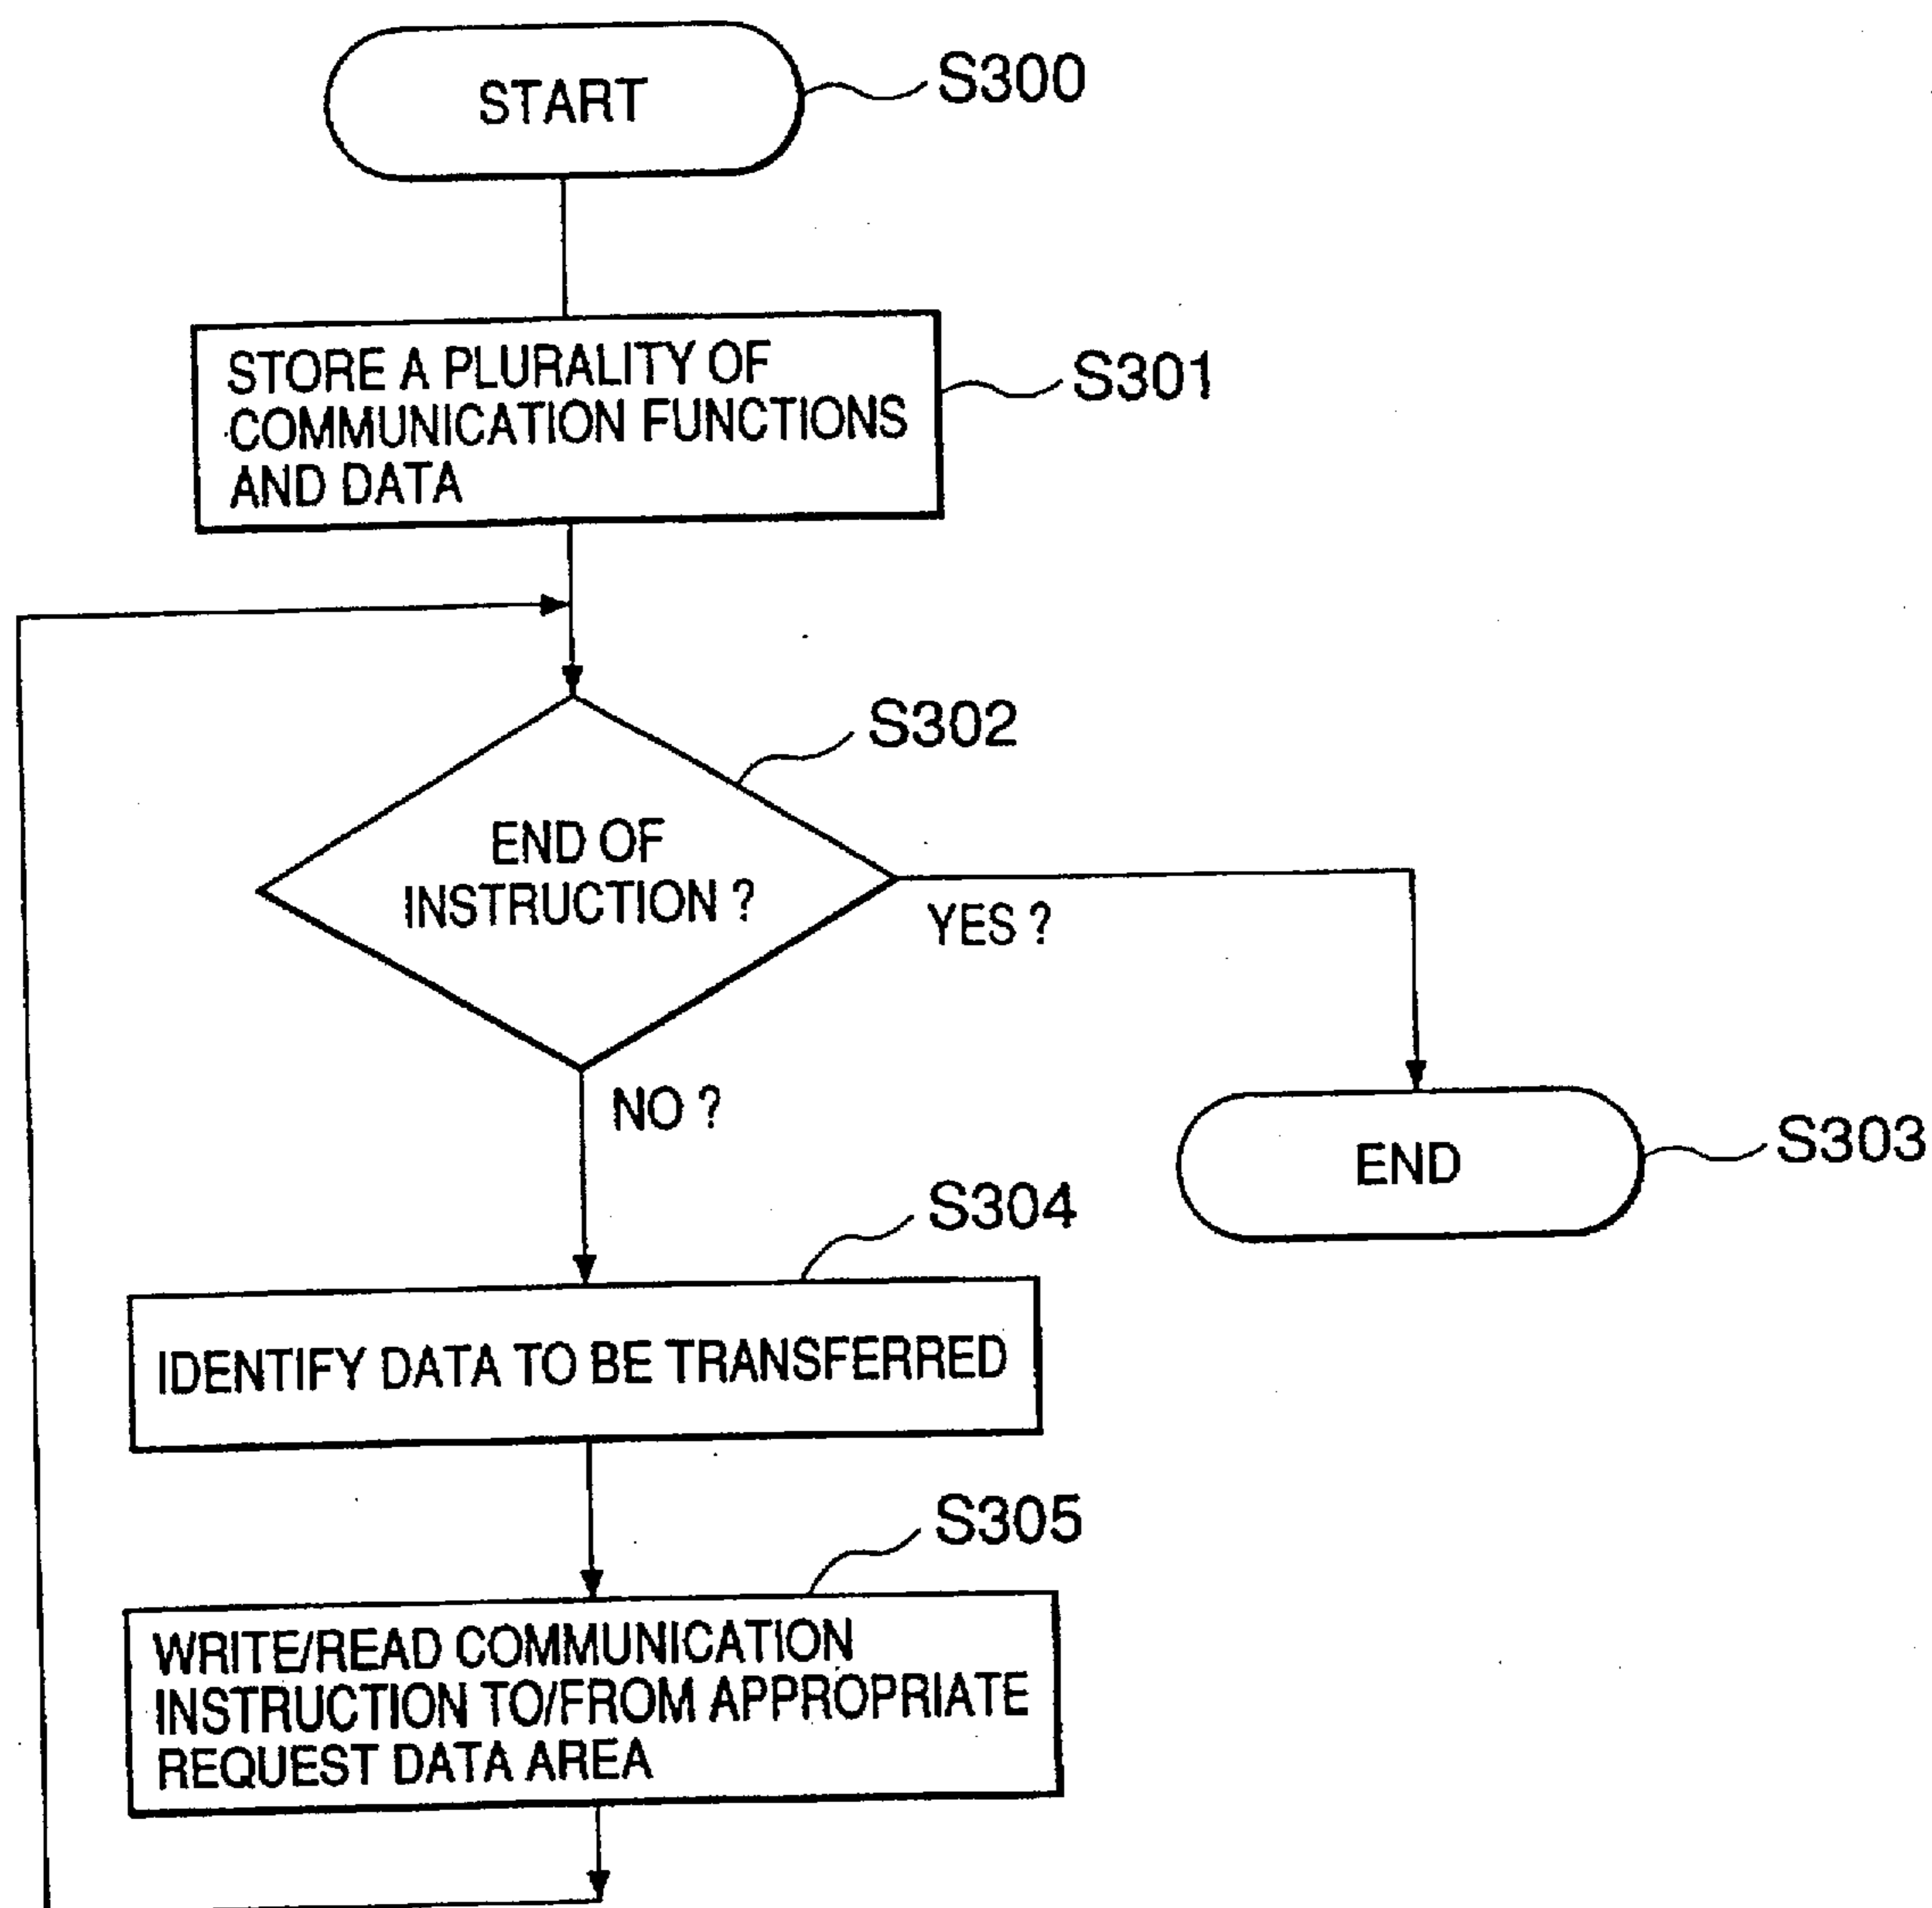 START
S300
STORE A PLURALITY OF
COMMUNICATION FUNCTIONS
AND DATA
S301
S302
END OF
INSTRUCTION ?
YES ?
NO ?
END
S303
S304
IDENTIFY DATA TO BE TRANSFERRED
S305
WRITE/READ COMMUNICATION
INSTRUCTION TO/FROM APPROPRIATE
REQUEST DATA AREA